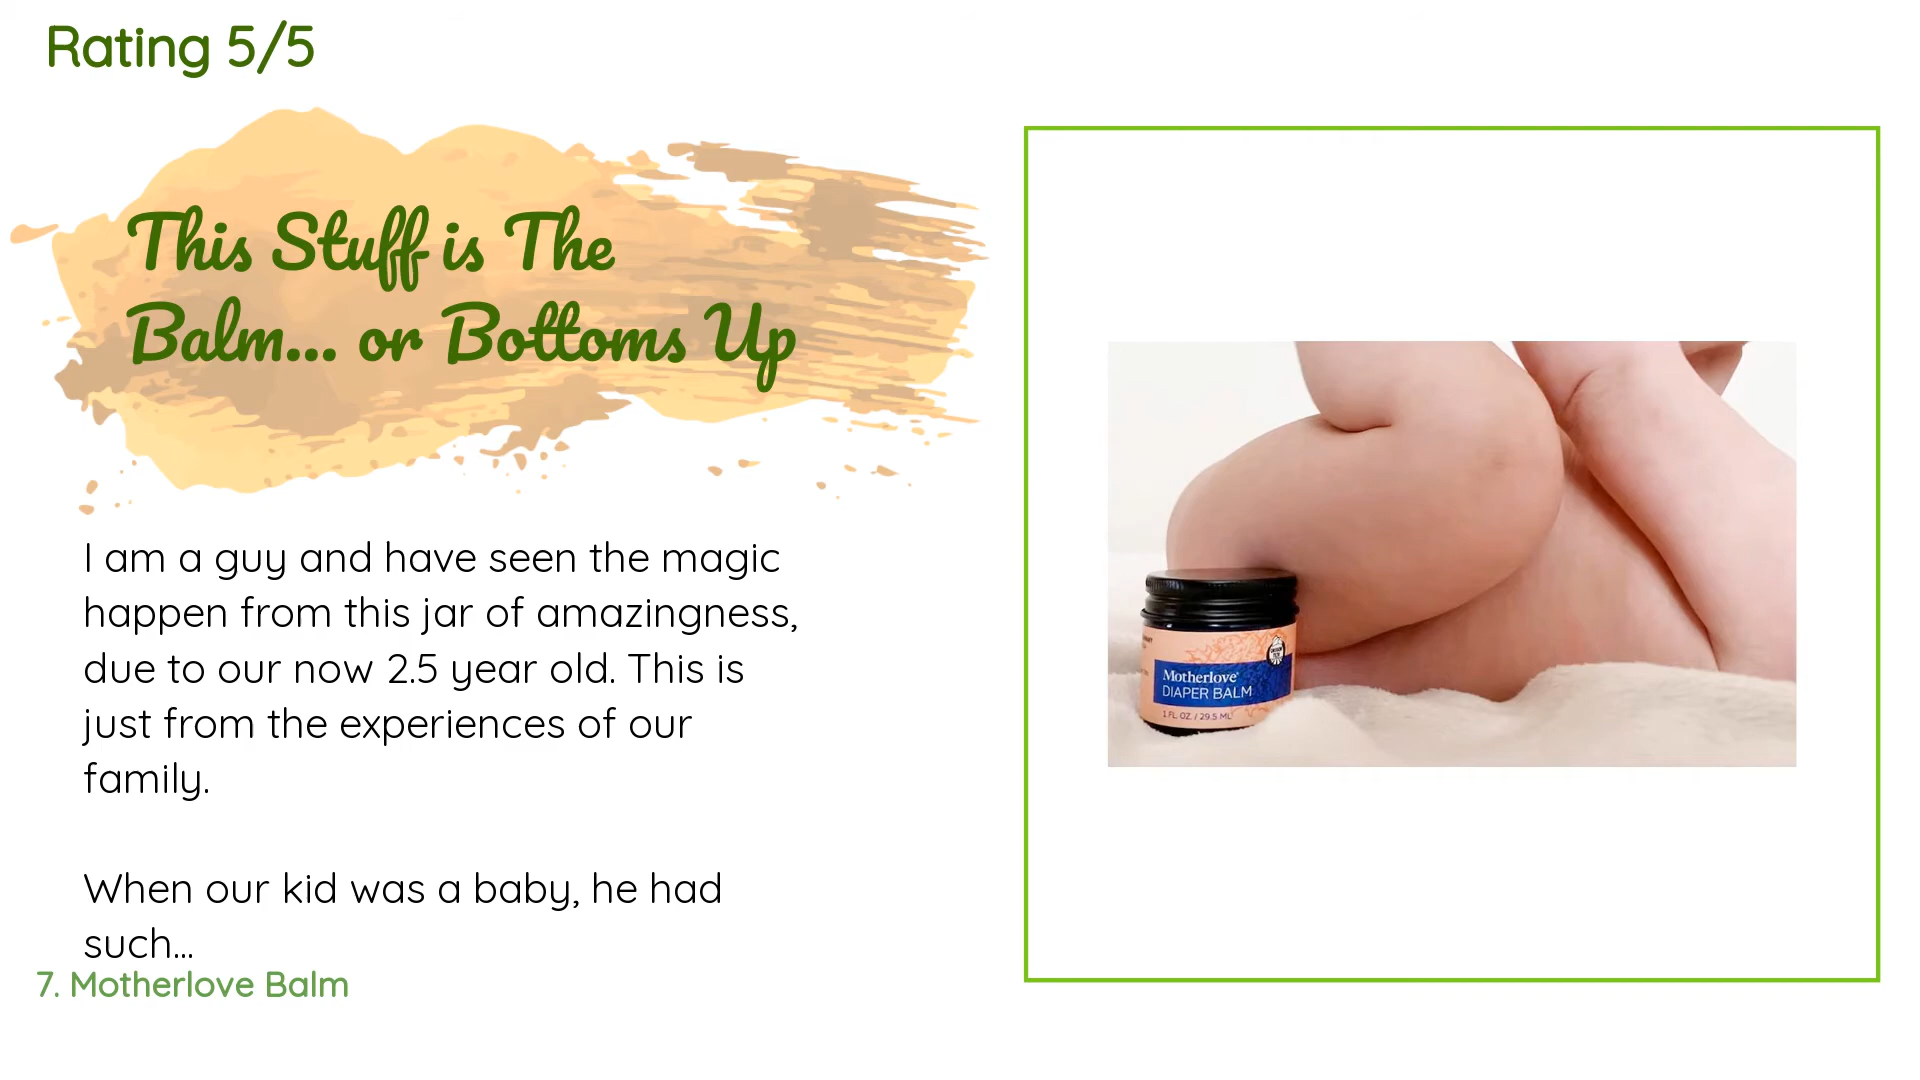 Rating 5/5
This Stuff is The
Balm... or Bottoms Up
I am a guy and have seen the magic
happen from this jar of amazingness,
due to our now 2.5 year old. This is
just from the experiences of our
family.
When our kid was a baby, he had
such...
7. Motherlove Balm
Motherlove
DIAPER BALM
1 FL. OZ. / 29.5 ML